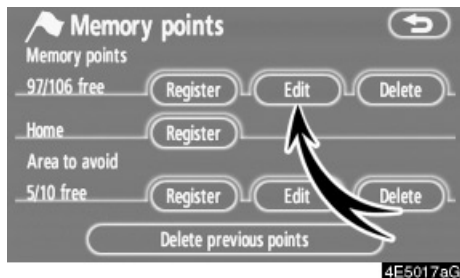 Memory points
Memory points
97/106 free Register Edit Delete
Home Register
Area to avoid
5/10 free Register Edit Delete
Delete previous points
4E5017aG